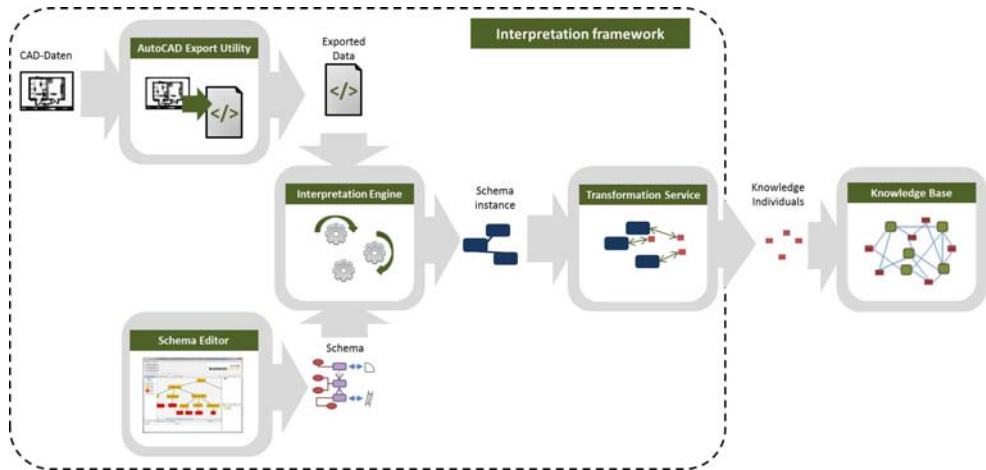 Interpretation framework
CAD-Daten
AutoCAD Export Utility
</>
Exported
Data
</>
Interpretation Engine
Schema
instance
Transformation Service
Knowledge
Individuals
Knowledge Base
Schema Editor
Schema